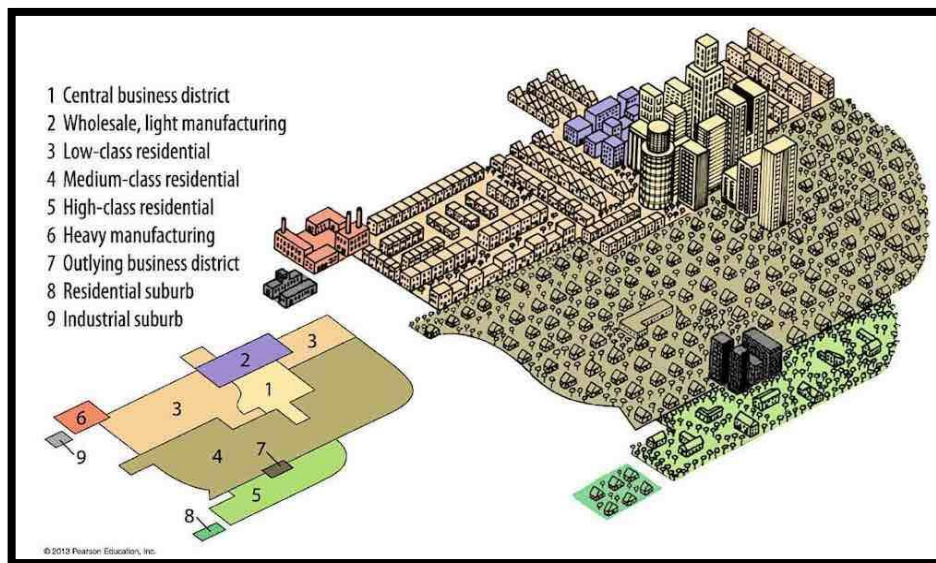 1 Central business district
2 Wholesale, light manufacturing
3 Low-class residential
4 Medium-class residential
5 High-class residential
6 Heavy manufacturing
7 Outlying business district
8 Residential suburb
9 Industrial suburb
3
2
1
3
6
9
4
7
5
8
© 2013 Pearson Education, Inc.